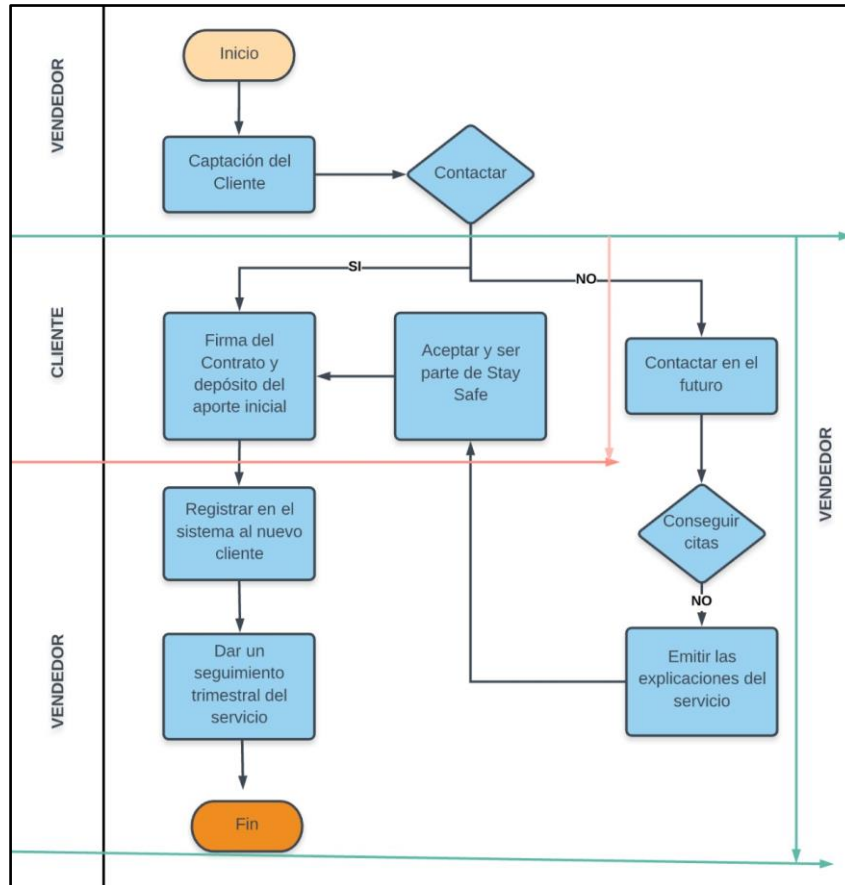 VENDEDOR
Inicio
Captación del
Cliente
Contactar
CLIENTE
SI
NO
Firma del
Contrato y
depósito del
aporte inicial
Aceptar y ser
parte de Stay
Safe
Contactar en el
futuro
VENDEDOR
VENDEDOR
Registrar en el
sistema al nuevo
cliente
Conseguir
citas
NO
Dar un
seguimiento
trimestral del
servicio
Emitir las
explicaciones del
servicio
Fin